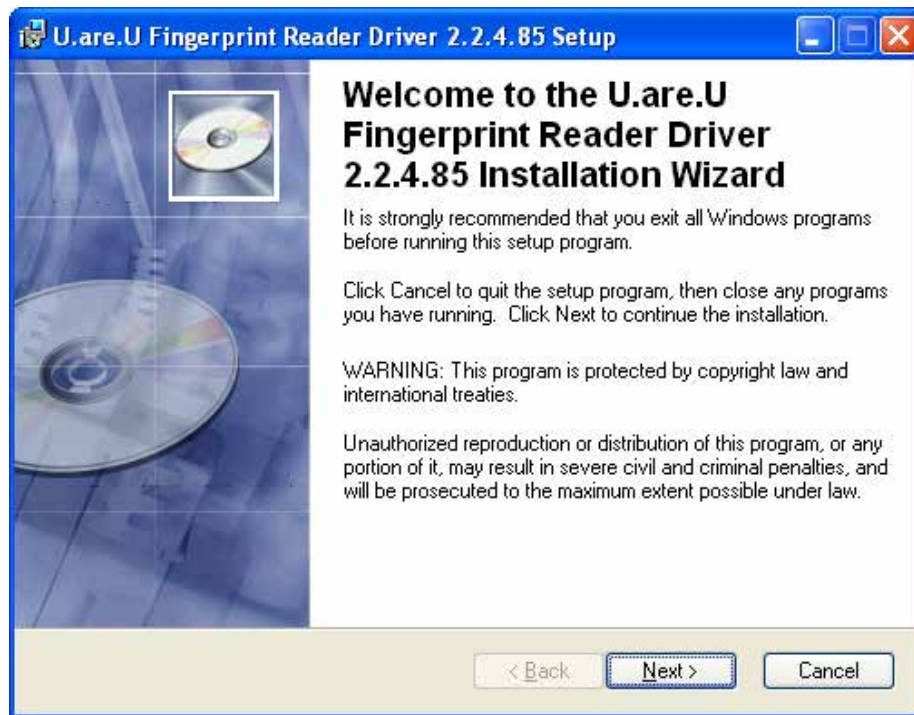 U.are.U Fingerprint Reader Driver 2.2.4.85 Setup
Welcome to the U.are.U
Fingerprint Reader Driver
2.2.4.85 Installation Wizard
It is strongly recommended that you exit all Windows programs
before running this setup program.
Click Cancel to quit the setup program, then close any programs
you have running.  Click Next to continue the installation.
WARNING: This program is protected by copyright law and
international treaties.
Unauthorized reproduction or distribution of this program, or any
portion of it, may result in severe civil and criminal penalties, and
will be prosecuted to the maximum extent possible under law.
< Back Next > Cancel